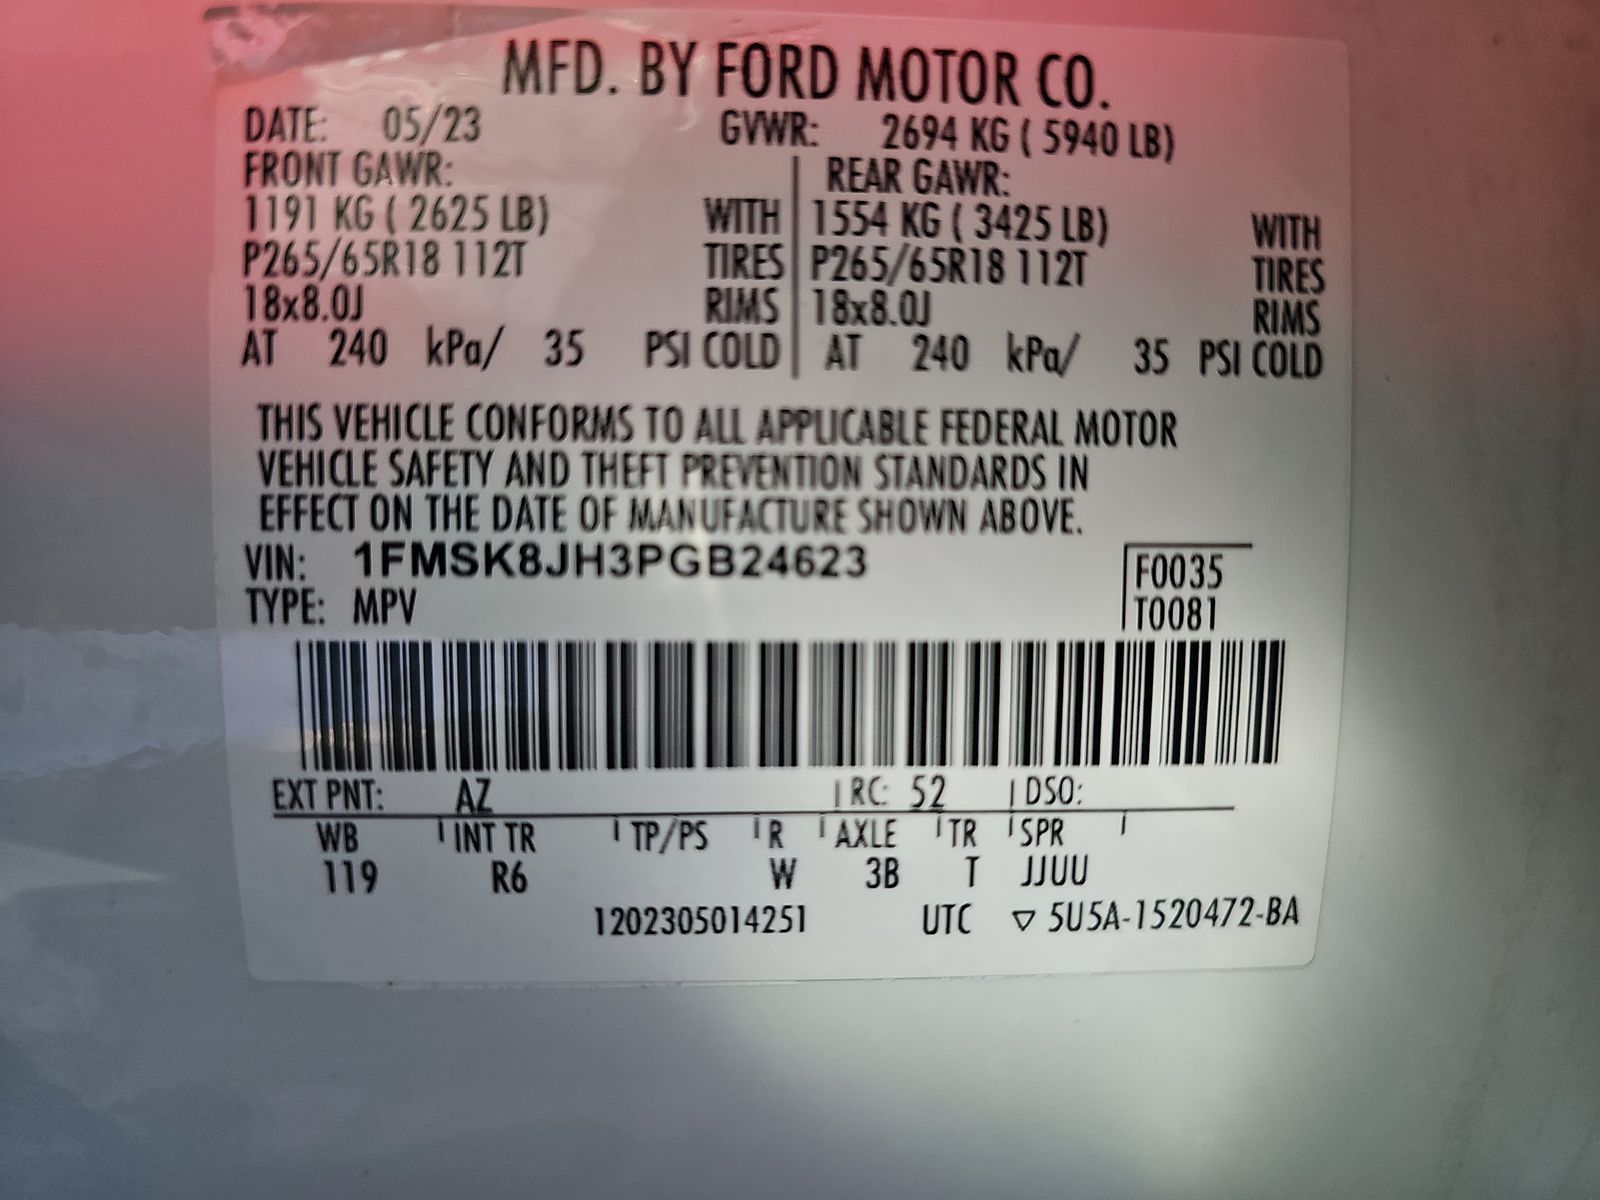 MFD. BY FORD MOTOR CO.
DATE: 05/23 GVWR: 2694 KG ( 5940 LB)
FRONT GAWR: REAR GAWR:
1191 KG ( 2625 LB) WITH 1554 KG ( 3425 LB) WITH
P265/65R18 112T TIRES P265/65R18 112T TIRES
18x8.0J RIMS 18x8.0J RIMS
AT 240 kPa/ 35 PSI COLD AT 240 kPa/ 35 PSI COLD
THIS VEHICLE CONFORMS TO ALL APPLICABLE FEDERAL MOTOR
VEHICLE SAFETY AND THEFT PREVENTION STANDARDS IN
EFFECT ON THE DATE OF MANUFACTURE SHOWN ABOVE.
VIN: 1FMSK8JH3PGB24623 F0035
TYPE: MPV T0081
EXT PNT: AZ RC: 52 DSO:
WB INT TR TP/PS R AXLE TR SPR
119 R6 W 3B T JJUU
1202305014251 UTC ▽ 5U5A-1520472-BA